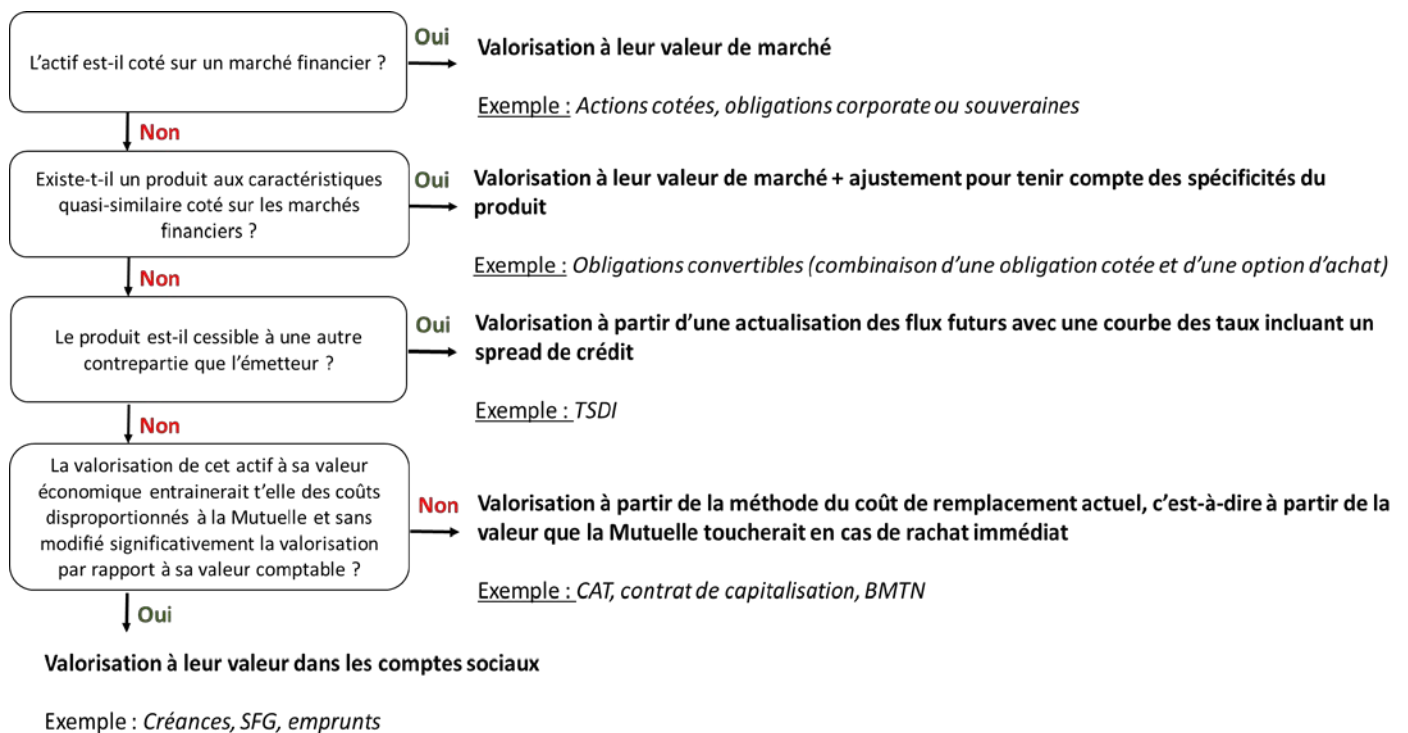 L’actif est-il coté sur un marché financier ?
Oui
Valorisation à leur valeur de marché
Exemple : Actions cotées, obligations corporate ou souveraines
Non
Existe-t-il un produit aux caractéristiques
quasi-similaire coté sur les marchés
financiers ?
Oui
Valorisation à leur valeur de marché + ajustement pour tenir compte des spécificités du
produit
Exemple : Obligations convertibles (combinaison d’une obligation cotée et d’une option d’achat)
Non
Le produit est-il cessible à une autre
contrepartie que l’émetteur ?
Oui
Valorisation à partir d’une actualisation des flux futurs avec une courbe des taux incluant un
spread de crédit
Exemple : TSDI
Non
La valorisation de cet actif à sa valeur
économique entrainerait t’elle des coûts
disproportionnés à la Mutuelle et sans
modifié significativement la valorisation
par rapport à sa valeur comptable ?
Non
Valorisation à partir de la méthode du coût de remplacement actuel, c’est-à-dire à partir de la
valeur que la Mutuelle toucherait en cas de rachat immédiat
Exemple : CAT, contrat de capitalisation, BMTN
Oui
Valorisation à leur valeur dans les comptes sociaux
Exemple : Créances, SFG, emprunts